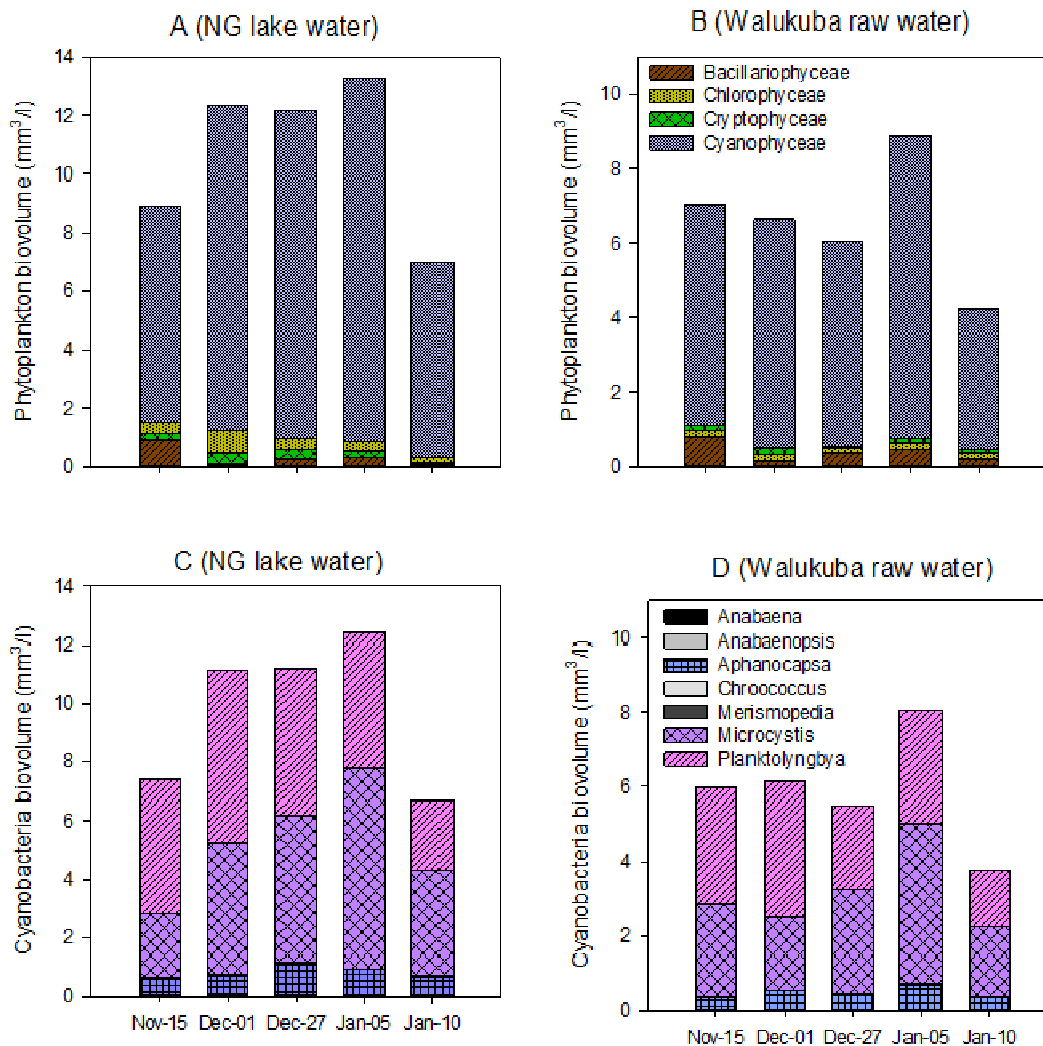 A (NG lake water)
Phytoplankton biovolume (mm³/l)
14
12
10
8
6
4
2
0
B (Walukuba raw water)
Phytoplankton biovolume (mm³/l)
10
8
6
4
2
0
Bacillariophyceae
Chlorophyceae
Cryptophyceae
Cyanophyceae
C (NG lake water)
Cyanobacteria biovolume (mm³/l)
14
12
10
8
6
4
2
0
Nov-15 Dec-01 Dec-27 Jan-05 Jan-10
D (Walukuba raw water)
Cyanobacteria biovolume (mm³/l)
10
8
6
4
2
0
Anabaena
Anabaenopsis
Aphanocapsa
Chroococcus
Merismopedia
Microcystis
Planktolyngbya
Nov-15 Dec-01 Dec-27 Jan-05 Jan-10